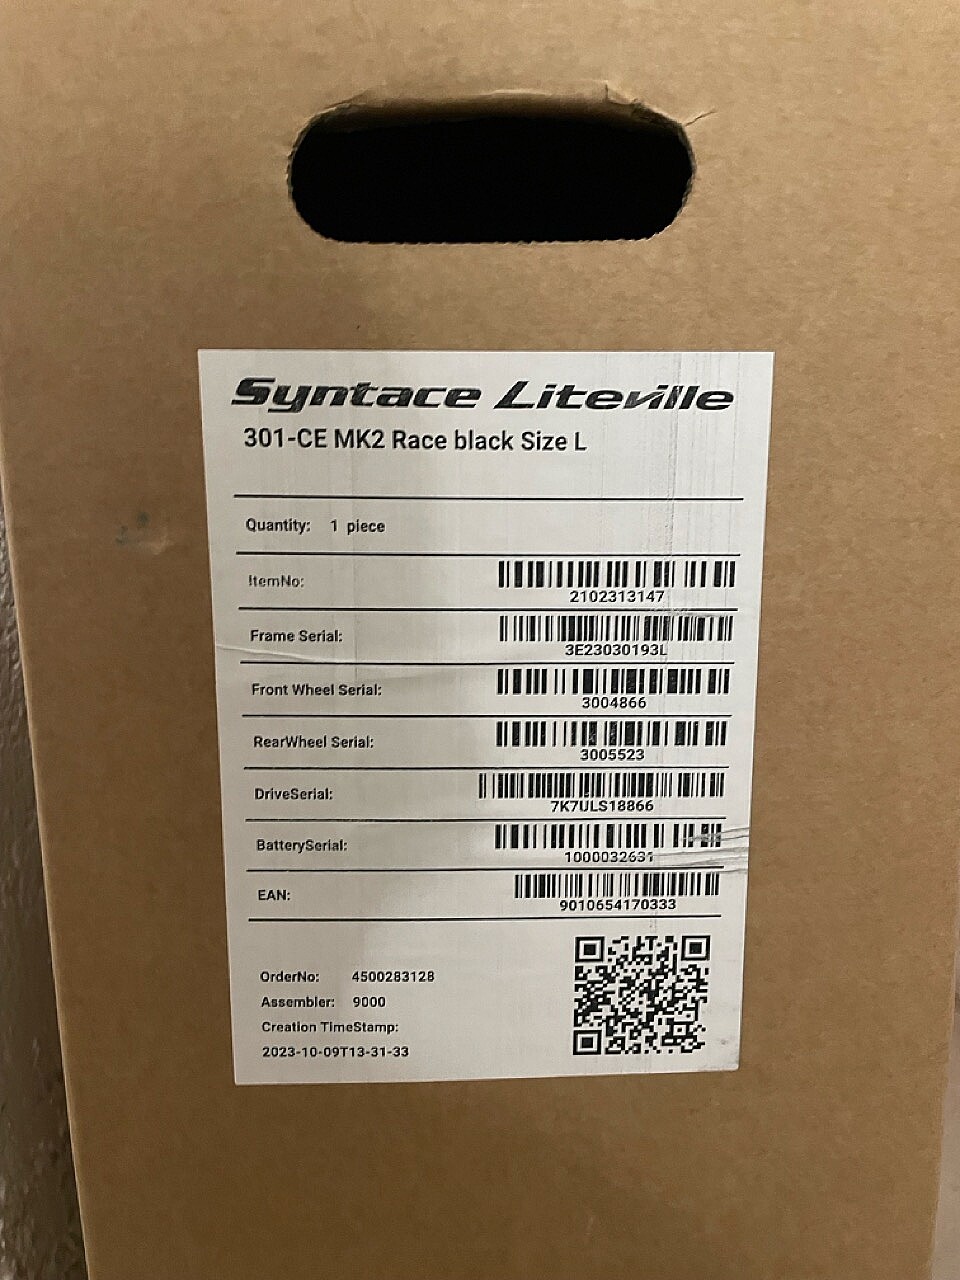 Syntace Liteville
301-CE MK2 Race black Size L
Quantity: 1 piece
ItemNo:
2102313147
Frame Serial:
3E23030193L
Front Wheel Serial:
3004866
RearWheel Serial:
3005523
DriveSerial:
7K7ULS18866
BatterySerial:
1000032631
EAN:
9010654170333
OrderNo: 4500283128
Assembler: 9000
Creation TimeStamp:
2023-10-09T13-31-33